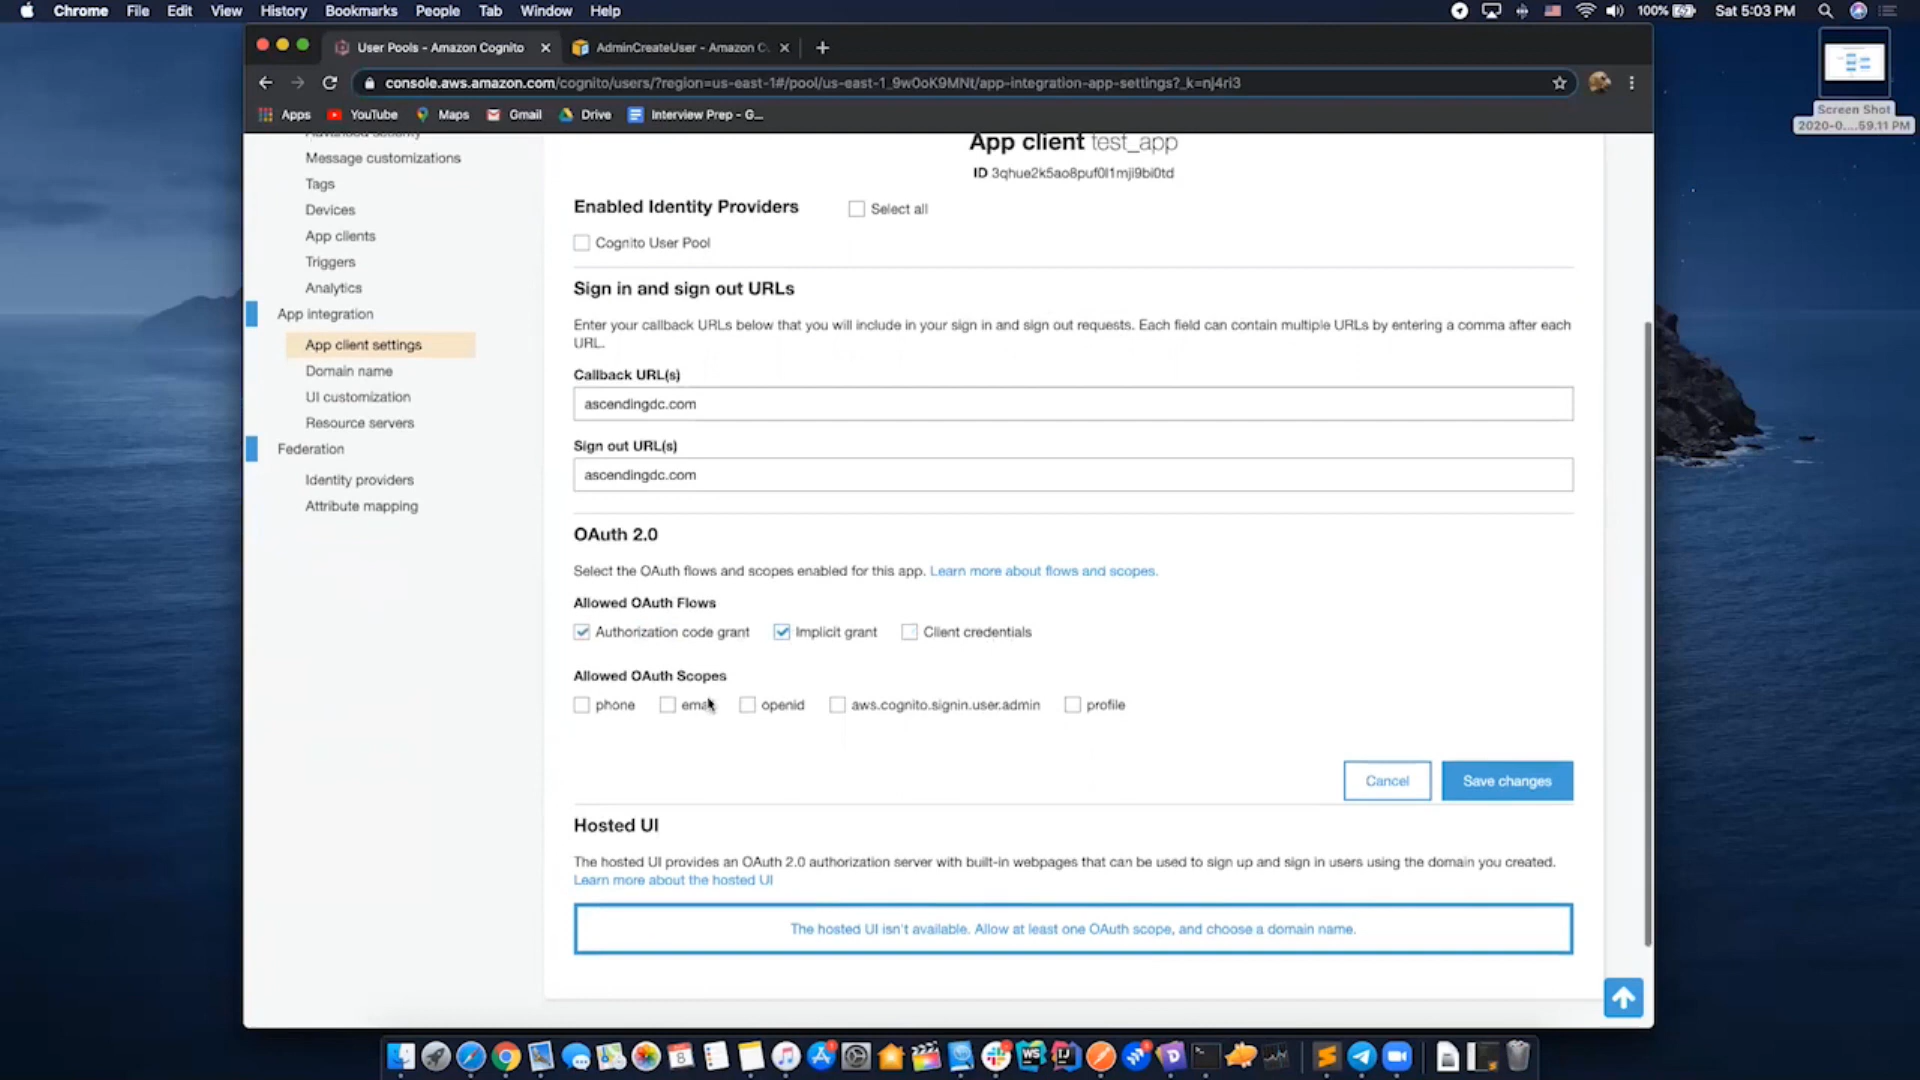 Chrome File Edit View History Bookmarks People Tab Window Help
100% Sat 5:03 PM
User Pools - Amazon Cognito
AdminCreateUser - Amazon C
console.aws.amazon.com/cognito/users/?region=us-east-1#/pool/us-east-1_9w0oK9MNt/app-integration-app-settings?_k=nj4ri3
Apps YouTube Maps Gmail Drive Interview Prep - G...
Screen Shot
2020-0....59.11 PM
Advanced security
Message customizations
Tags
Devices
App clients
Triggers
Analytics
App integration
App client settings
Domain name
UI customization
Resource servers
Federation
Identity providers
Attribute mapping
App client test_app
ID 3qhue2k5ao8puf0l1mji9bi0td
Enabled Identity Providers Select all
Cognito User Pool
Sign in and sign out URLs
Enter your callback URLs below that you will include in your sign in and sign out requests. Each field can contain multiple URLs by entering a comma after each
URL.
Callback URL(s)
ascendingdc.com
Sign out URL(s)
ascendingdc.com
OAuth 2.0
Select the OAuth flows and scopes enabled for this app. Learn more about flows and scopes.
Allowed OAuth Flows
Authorization code grant Implicit grant Client credentials
Allowed OAuth Scopes
phone email openid aws.cognito.signin.user.admin profile
Cancel Save changes
Hosted UI
The hosted UI provides an OAuth 2.0 authorization server with built-in webpages that can be used to sign up and sign in users using the domain you created.
Learn more about the hosted UI
The hosted UI isn't available. Allow at least one OAuth scope, and choose a domain name.